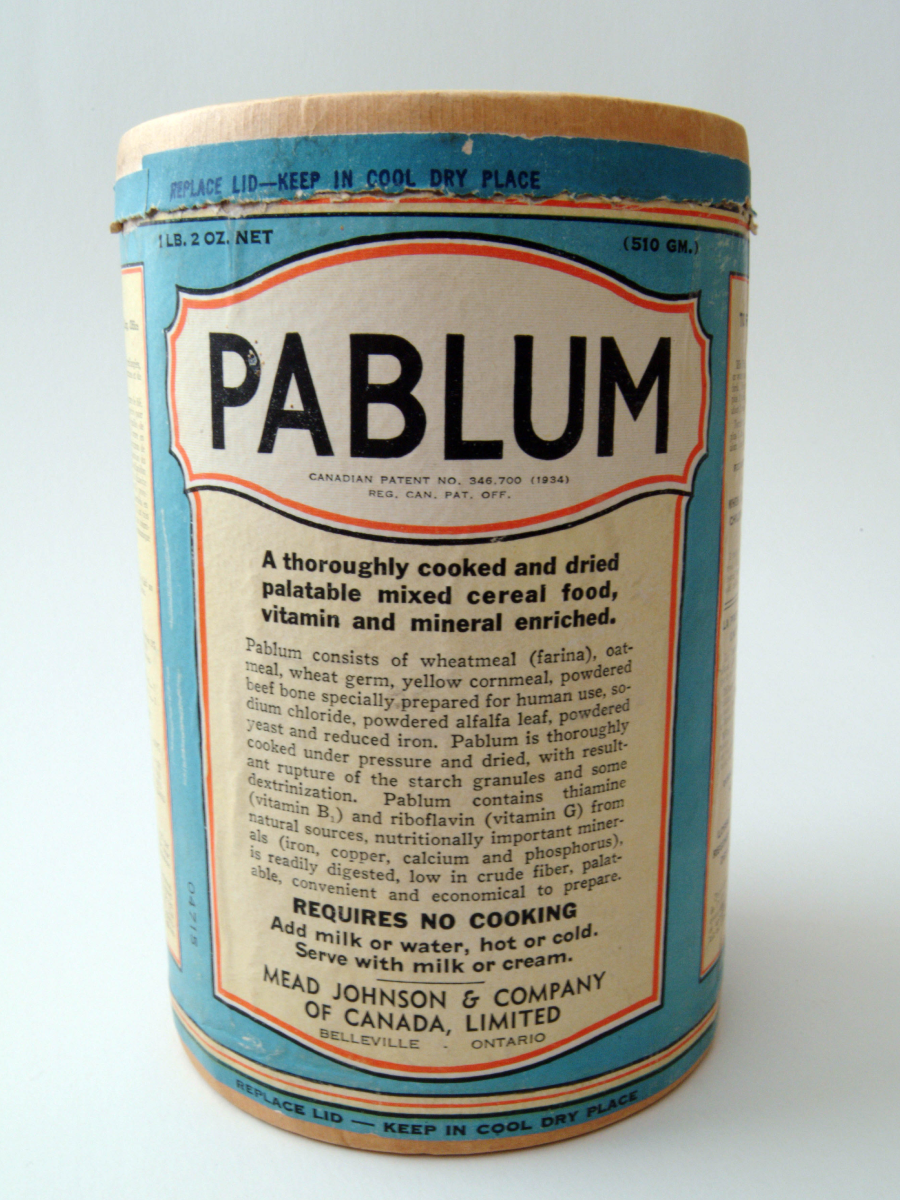 REPLACE LID—KEEP IN COOL DRY PLACE
1 LB. 2 OZ. NET (510 GM.)
PABLUM
CANADIAN PATENT NO. 346,700 (1934)
REG. CAN. PAT. OFF.
A thoroughly cooked and dried
palatable mixed cereal food,
vitamin and mineral enriched.
Pablum consists of wheatmeal (farina), oat-
meal, wheat germ, yellow cornmeal, powdered
beef bone specially prepared for human use, so-
dium chloride, powdered alfalfa leaf, powdered
yeast and reduced iron. Pablum is thoroughly
cooked under pressure and dried, with result-
ant rupture of the starch granules and some
dextrinization. Pablum contains thiamine
(vitamin B₁) and riboflavin (vitamin G) from
natural sources, nutritionally important miner-
als (iron, copper, calcium and phosphorus),
is readily digested, low in crude fiber, palat-
able, convenient and economical to prepare.
REQUIRES NO COOKING
Add milk or water, hot or cold.
Serve with milk or cream.
MEAD JOHNSON & COMPANY
OF CANADA, LIMITED
BELLEVILLE - ONTARIO
04715
REPLACE LID — KEEP IN COOL DRY PLACE